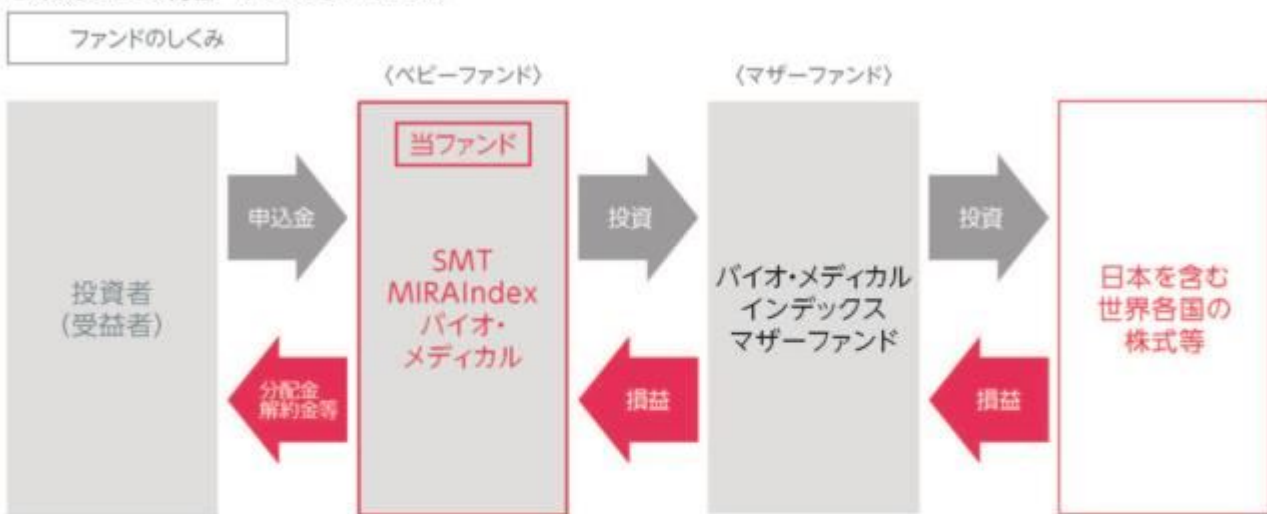 ファンドのしくみ
〈ベビーファンド〉
〈マザーファンド〉
投資者
(受益者)
申込金
分配金
解約金等
当ファンド
SMT
MIRAIndex
バイオ・
メディカル
投資
損益
バイオ・メディカル
インデックス
マザーファンド
投資
損益
日本を含む
世界各国の
株式等